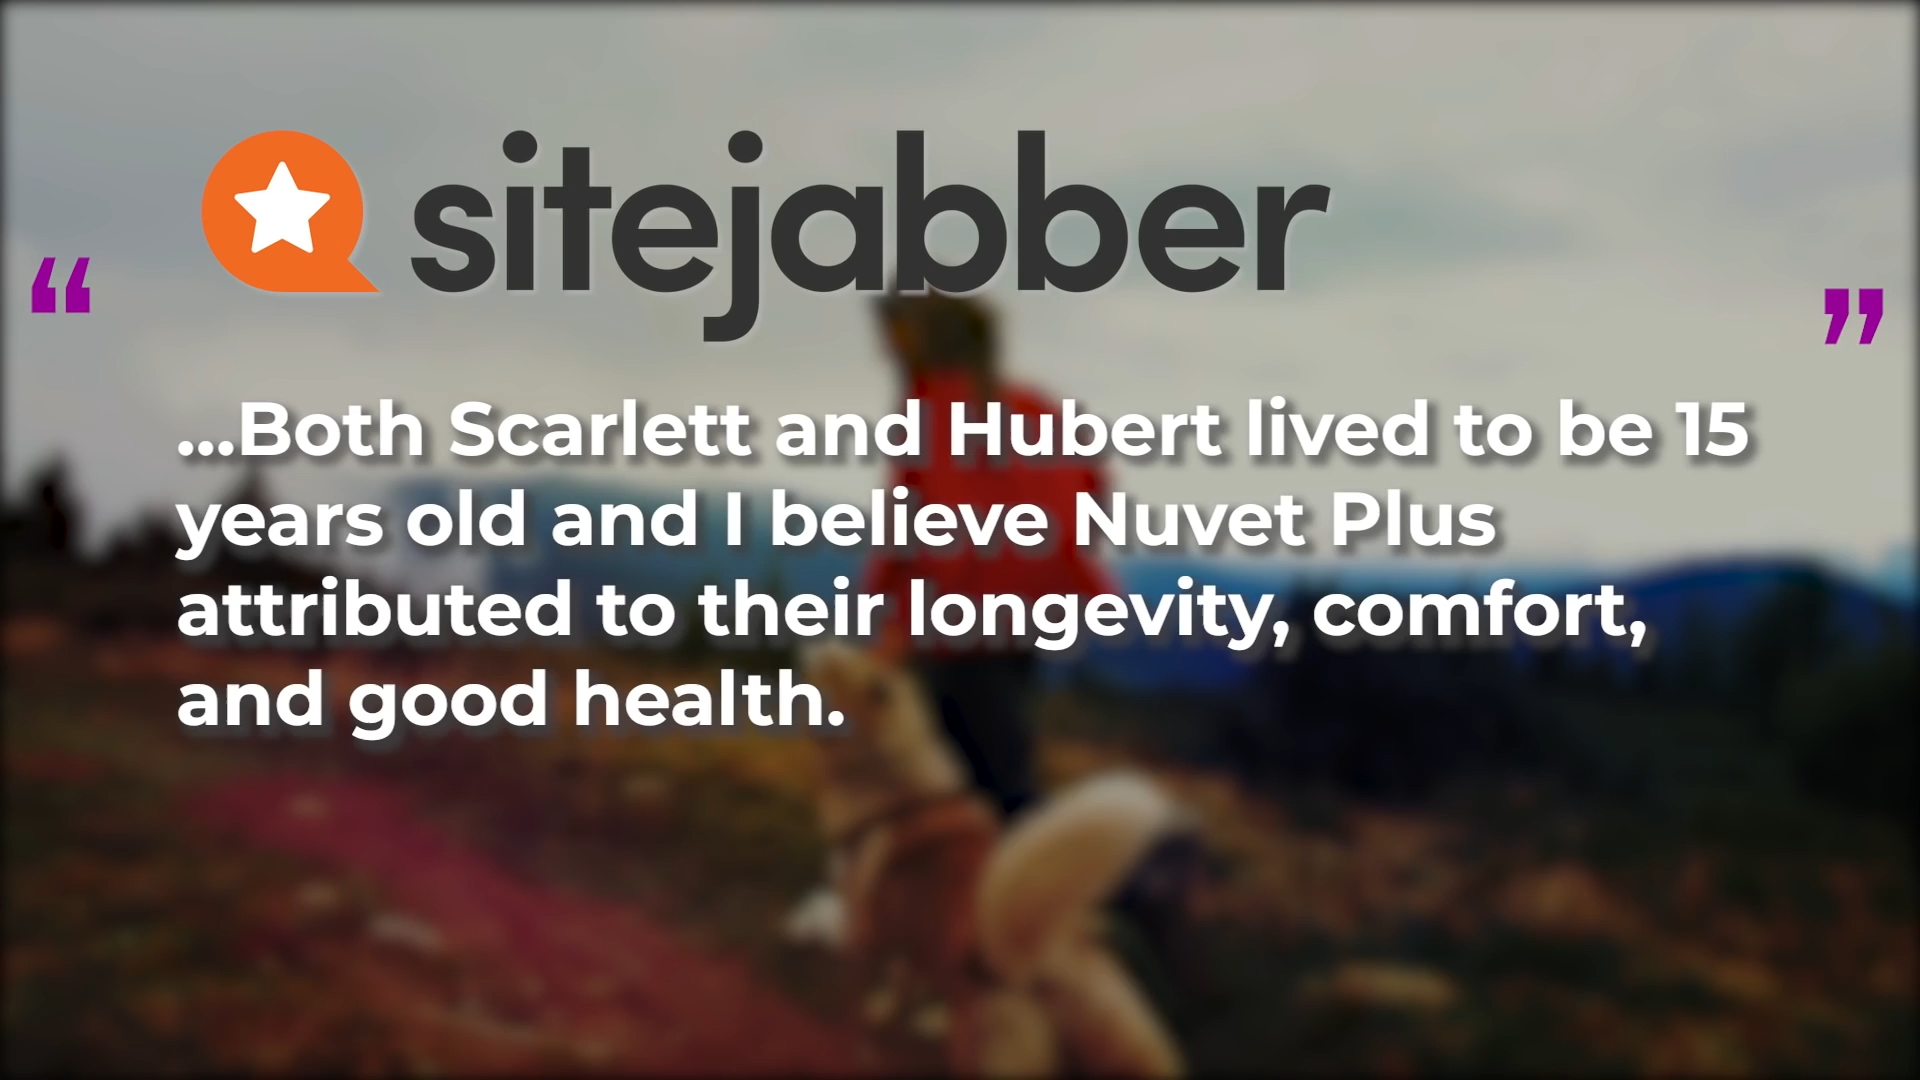 sitejabber
“
”
...Both Scarlett and Hubert lived to be 15
years old and I believe Nuvet Plus
attributed to their longevity, comfort,
and good health.